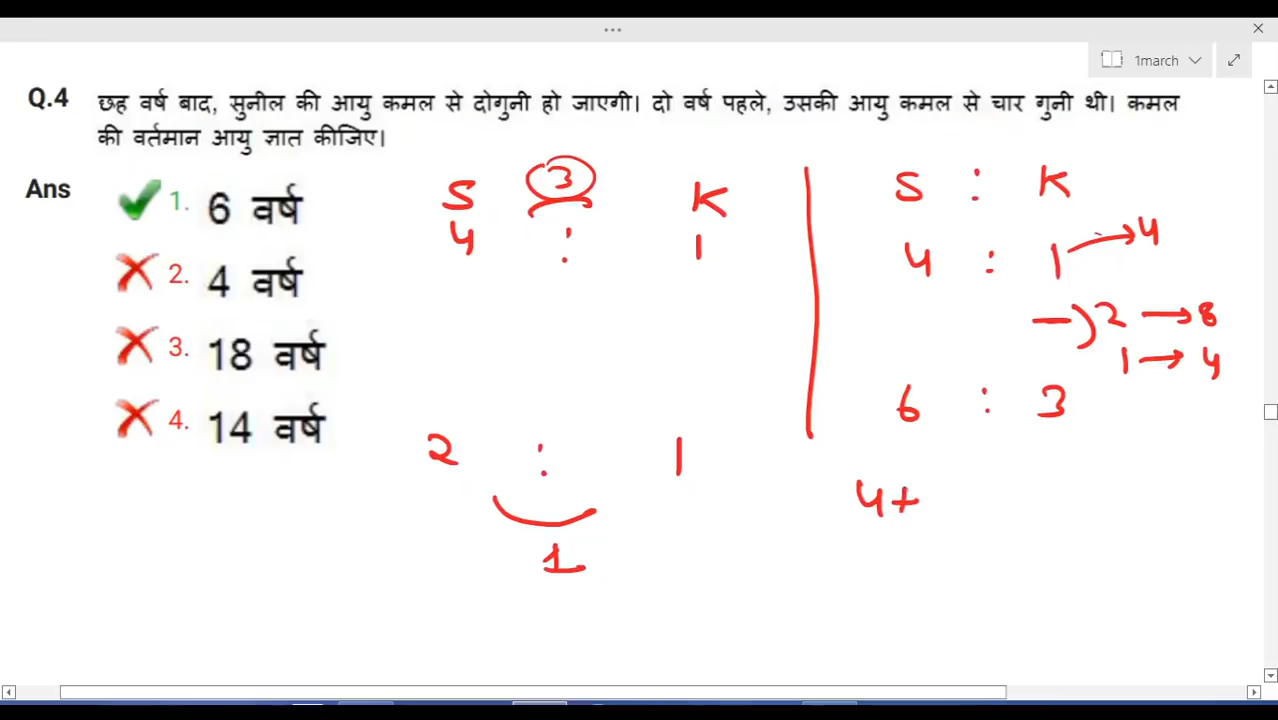 1march
Q.4 छह वर्ष बाद, सुनील की आयु कमल से दोगुनी हो जाएगी। दो वर्ष पहले, उसकी आयु कमल से चार गुनी थी। कमल
की वर्तमान आयु ज्ञात कीजिए।
Ans
1. 6 वर्ष
2. 4 वर्ष
3. 18 वर्ष
4. 14 वर्ष
S 3 K
4 : 1
2 : 1
1
S : K
4 : 1 → 4
2 → 8
1 → 4
6 : 3
4+